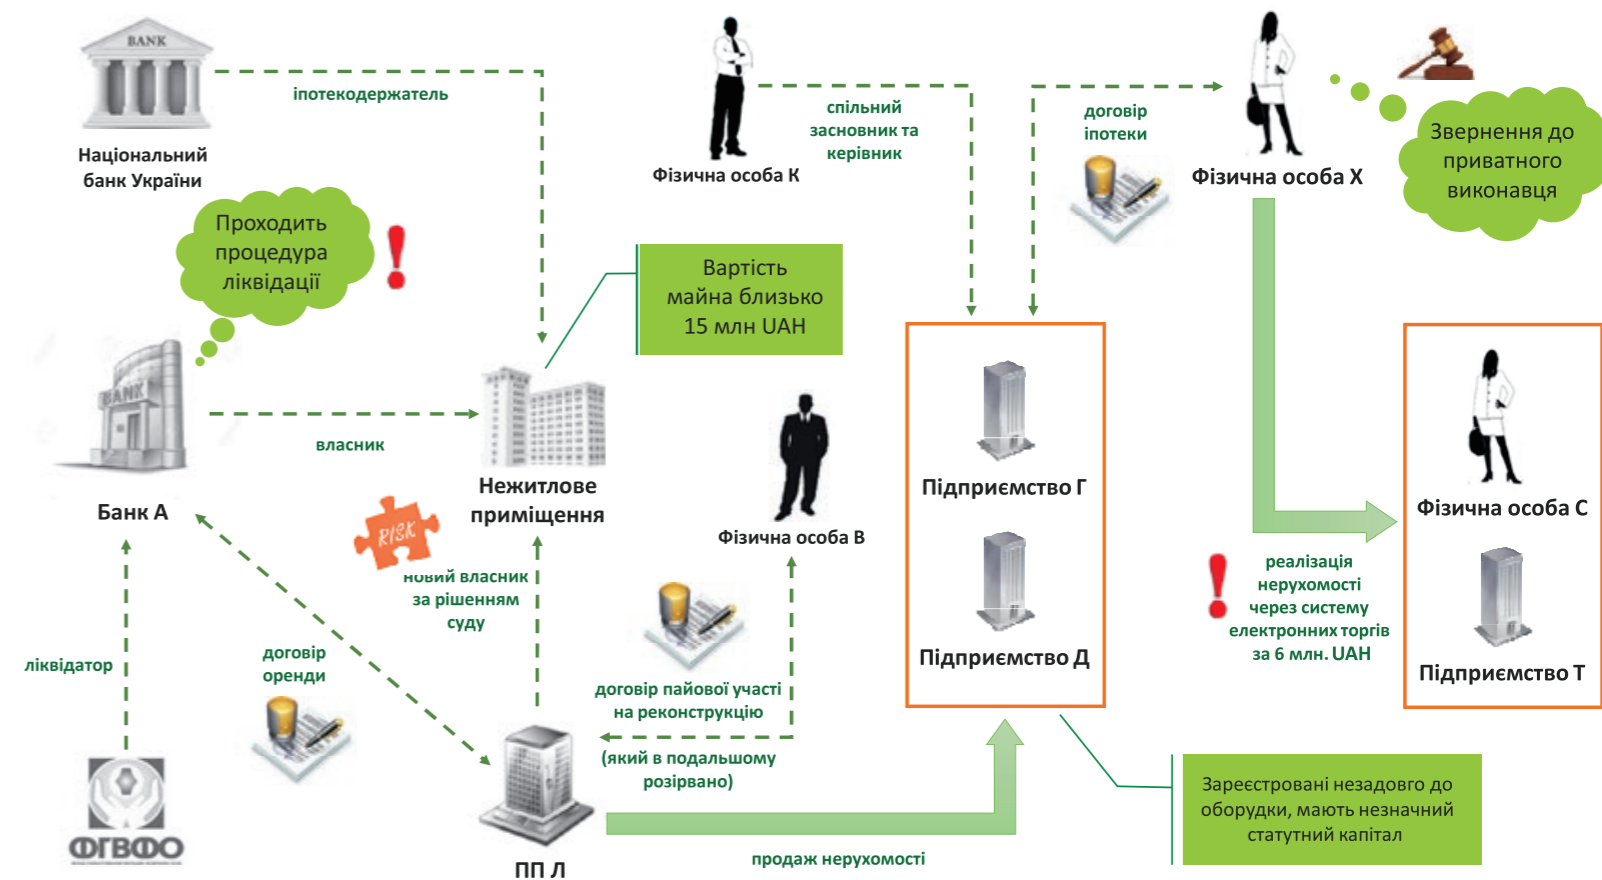 BANK
Національний
банк України
іпотекодержатель
Фізична особа К
спільний
засновник та
керівник
договір
іпотеки
Фізична особа Х
Звернення до
приватного
виконавця
Проходить
процедура
ліквідації
Вартість
майна близько
15 млн UAH
BANK
Банк А
власник
Нежитлове
приміщення
RISK
новий власник
за рішенням
суду
Фізична особа В
Підприємство Г
Підприємство Д
Фізична особа С
Підприємство Т
реалізація
нерухомості
через систему
електронних торгів
за 6 млн. UAH
ліквідатор
договір
оренди
договір пайової участі
на реконструкцію
(який в подальшому
розірвано)
ФГВФО
ПП Л
продаж нерухомості
Зареєстровані незадовго до
оборудки, мають незначний
статутний капітал